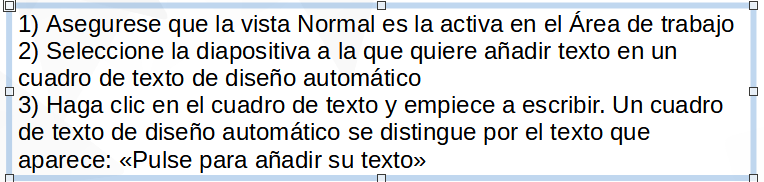 1) Asegurese que la vista Normal es la activa en el Área de trabajo
2) Seleccione la diapositiva a la que quiere añadir texto en un
cuadro de texto de diseño automático
3) Haga clic en el cuadro de texto y empiece a escribir. Un cuadro
de texto de diseño automático se distingue por el texto que
aparece: «Pulse para añadir su texto»